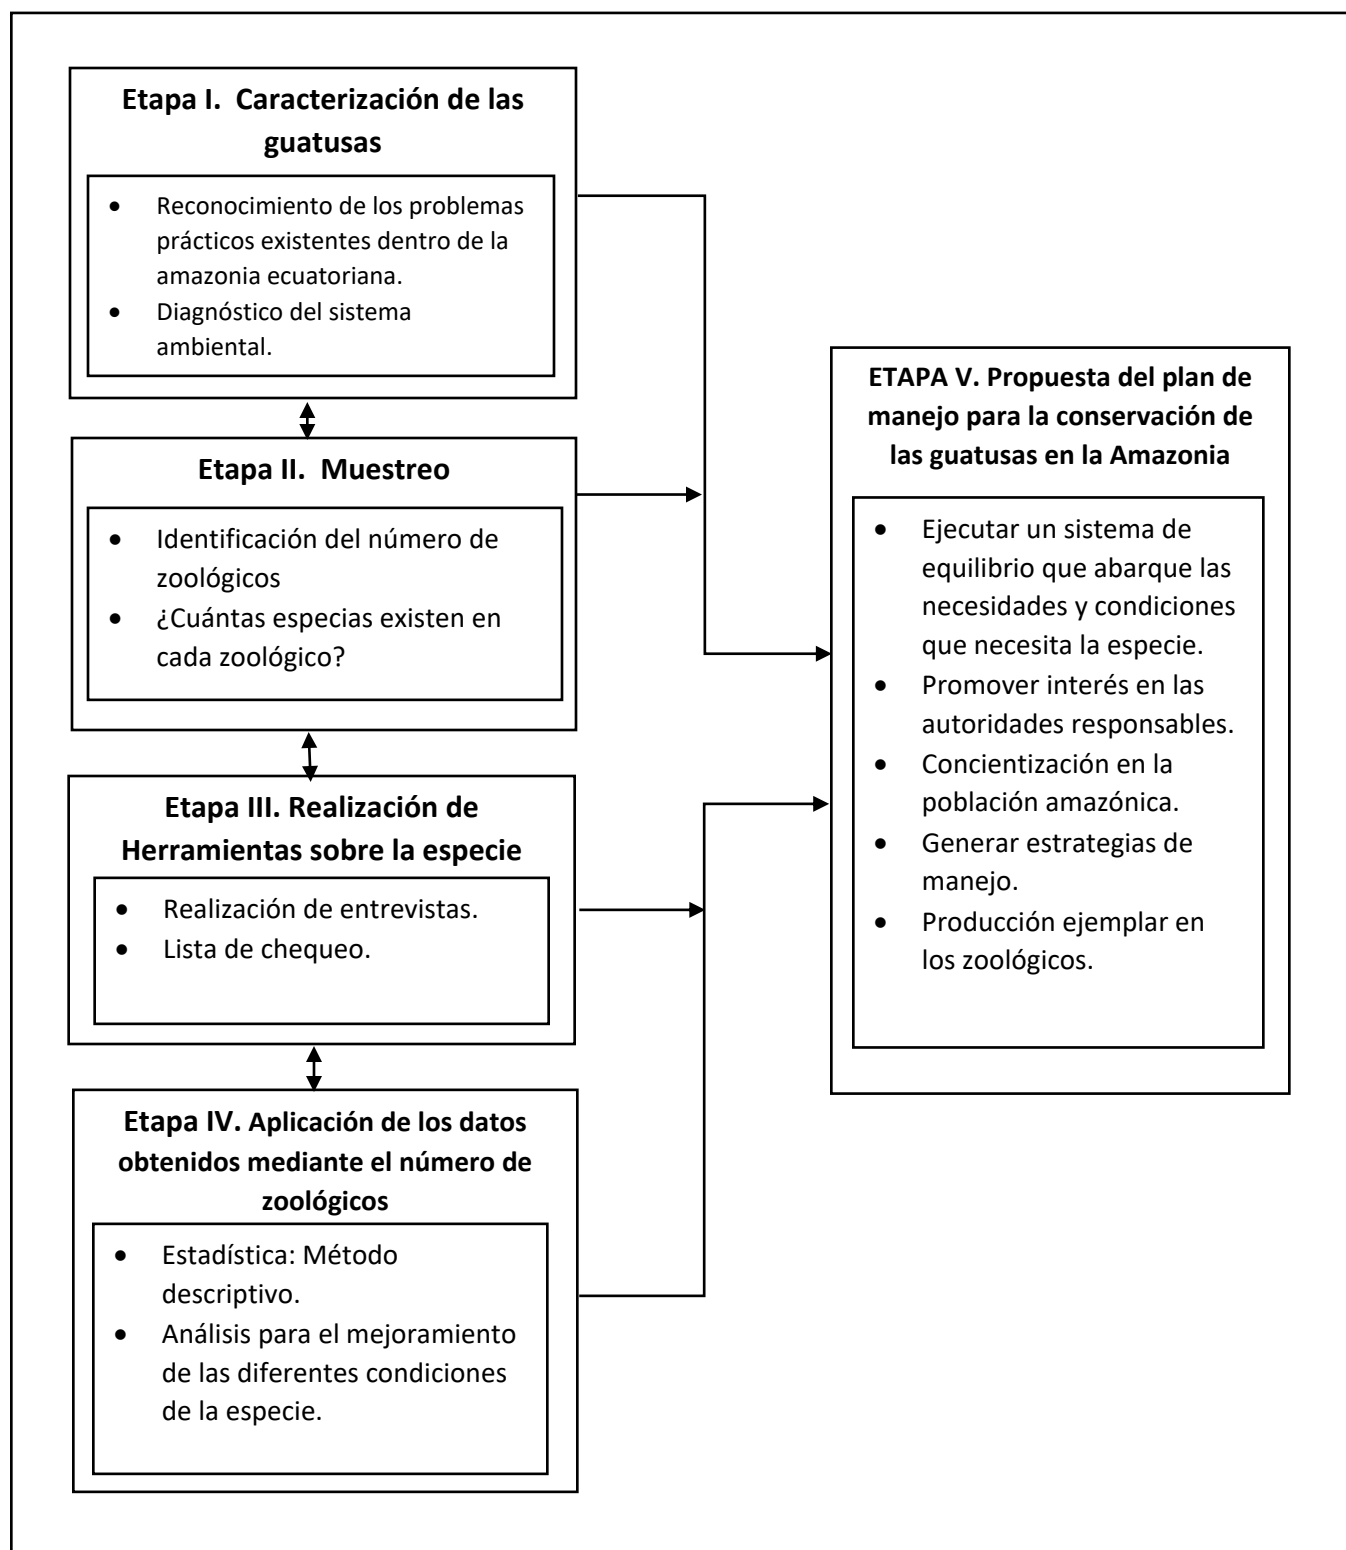 Etapa I. Caracterización de las
guatusas
• Reconocimiento de los problemas
prácticos existentes dentro de la
amazonia ecuatoriana.
• Diagnóstico del sistema
ambiental.
Etapa II. Muestreo
• Identificación del número de
zoológicos
• ¿Cuántas especias existen en
cada zoológico?
Etapa III. Realización de
Herramientas sobre la especie
• Realización de entrevistas.
• Lista de chequeo.
Etapa IV. Aplicación de los datos
obtenidos mediante el número de
zoológicos
• Estadística: Método
descriptivo.
• Análisis para el mejoramiento
de las diferentes condiciones
de la especie.
ETAPA V. Propuesta del plan de
manejo para la conservación de
las guatusas en la Amazonia
• Ejecutar un sistema de
equilibrio que abarque las
necesidades y condiciones
que necesita la especie.
• Promover interés en las
autoridades responsables.
• Concientización en la
población amazónica.
• Generar estrategias de
manejo.
• Producción ejemplar en
los zoológicos.